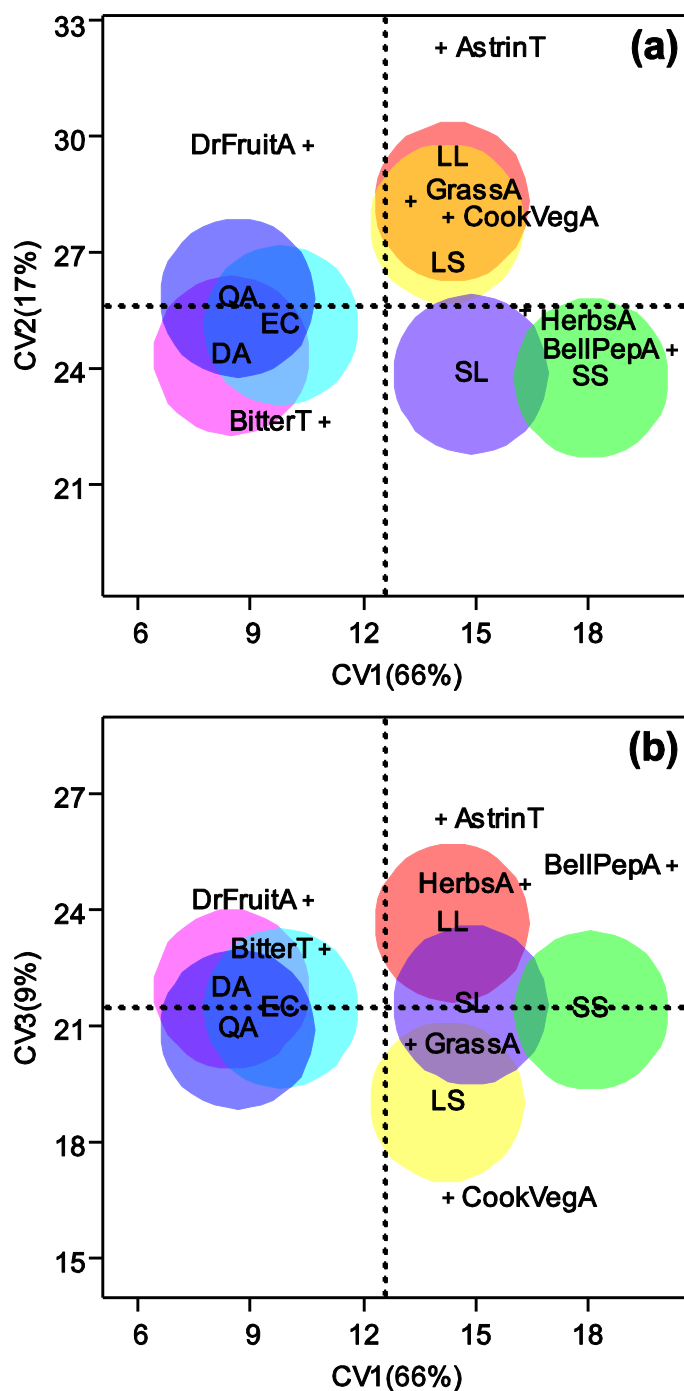 33
(a)
+ AstrinT
30
DrFruitA +
LL
+ GrassA
+ CookVegA
27
LS
QA
EC
+ HerbsA
DA
BellPepA +
24
SL
SS
BitterT +
21
CV2(17%)
6 9 12 15 18
CV1(66%)
(b)
27
+ AstrinT
BellPepA +
HerbsA +
DrFruitA +
24
LL
BitterT +
DA
EC
SL
SS
QA
21
+ GrassA
LS
18
+ CookVegA
15
CV3(9%)
6 9 12 15 18
CV1(66%)